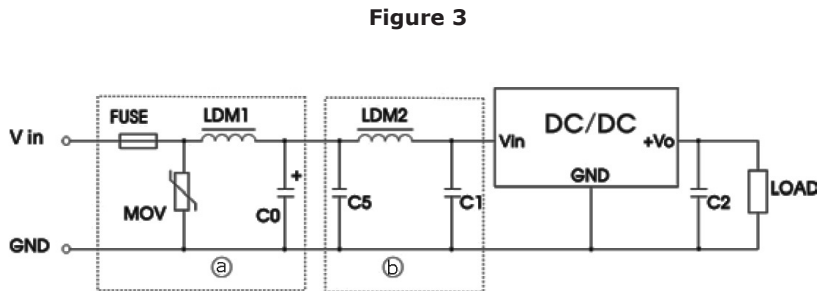 Figure 3
FUSE
LDM1
LDM2
DC/DC
V in
Vin
+Vo
GND
MOV
C0
+
C5
C1
C2
LOAD
GND
a
b